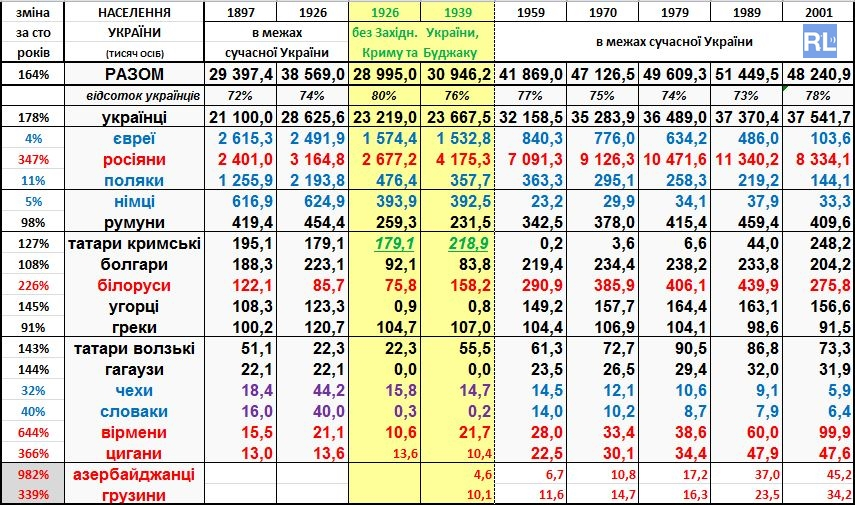 зміна за сто років НАСЕЛЕННЯ УКРАЇНИ (ТИСЯЧ ОСІБ) 1897 1926 1926 1939 1959 1970 1979 1989 2001
в межах сучасної України без Західн. України, Криму та Буджаку в межах сучасної України RL
164% РАЗОМ 29 397,4 38 569,0 28 995,0 30 946,2 41 869,0 47 126,5 49 609,3 51 449,5 48 240,9
відсоток українців 72% 74% 80% 76% 77% 75% 74% 73% 78%
178% українці 21 100,0 28 625,6 23 219,0 23 667,5 32 158,5 35 283,9 36 489,0 37 370,4 37 541,7
4% євреї 2 615,3 2 491,9 1 574,4 1 532,8 840,3 776,0 634,2 486,0 103,6
347% росіяни 2 401,0 3 164,8 2 677,2 4 175,3 7 091,3 9 126,3 10 471,6 11 340,2 8 334,1
11% поляки 1 255,9 2 193,8 476,4 357,7 363,3 295,1 258,3 219,2 144,1
5% німці 616,9 624,9 393,9 392,5 23,2 29,9 34,1 37,9 33,3
98% румуни 419,4 454,4 259,3 231,5 342,5 378,0 415,4 459,4 409,6
127% татари кримські 195,1 179,1 179,1 218,9 0,2 3,6 6,6 44,0 248,2
108% болгари 188,3 223,1 92,1 83,8 219,4 234,4 238,2 233,8 204,2
226% білоруси 122,1 85,7 75,8 158,2 290,9 385,9 406,1 439,9 275,8
145% угорці 108,3 123,3 0,9 0,8 149,2 157,7 164,4 163,1 156,6
91% греки 100,2 120,7 104,7 107,0 104,4 106,9 104,1 98,6 91,5
143% татари волзькі 51,1 22,3 22,3 55,5 61,3 72,7 90,5 86,8 73,3
144% гагаузи 22,1 22,1 0,0 0,0 23,5 26,5 29,4 32,0 31,9
32% чехи 18,4 44,2 15,8 14,7 14,5 12,1 10,6 9,1 5,9
40% словаки 16,0 40,0 0,3 0,2 14,0 10,2 8,7 7,9 6,4
644% вірмени 15,5 21,1 10,6 21,7 28,0 33,4 38,6 60,0 99,9
366% цигани 13,0 13,6 13,6 10,4 22,5 30,1 34,4 47,9 47,6
982% азербайджанці 4,6 6,7 10,8 17,2 37,0 45,2
339% грузини 10,1 11,6 14,7 16,3 23,5 34,2